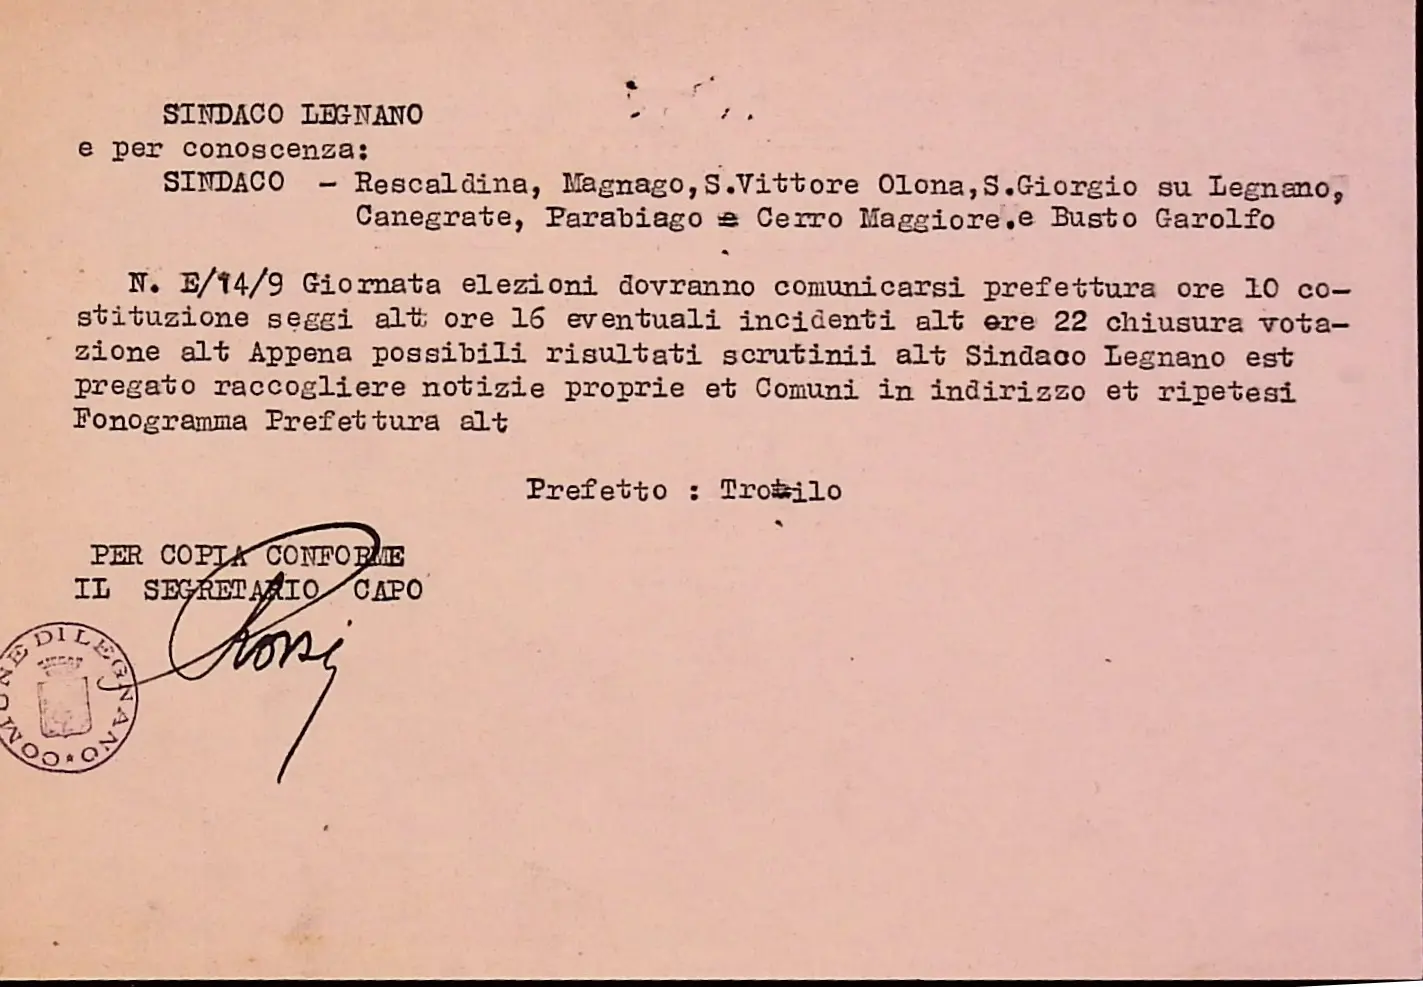 SINDACO LEGNANO
e per conoscenza:
SINDACO - Rescaldina, Magnago,S.Vittore Olona,S.Giorgio su Legnano,
Canegrate, Parabiago e Cerro Maggiore.e Busto Garolfo
N. E/14/9 Giornata elezioni dovranno comunicarsi prefettura ore 10 co-
stituzione seggi alt ore 16 eventuali incidenti alt ore 22 chiusura vota-
zione alt Appena possibili risultati scrutinii alt Sindaco Legnano est
pregato raccogliere notizie proprie et Comuni in indirizzo et ripetesi
Fonogramma Prefettura alt
Prefetto :
PER COPIA CONFORME
IL SEGRETARIO CAPO
COMUNE DI LEGNANO